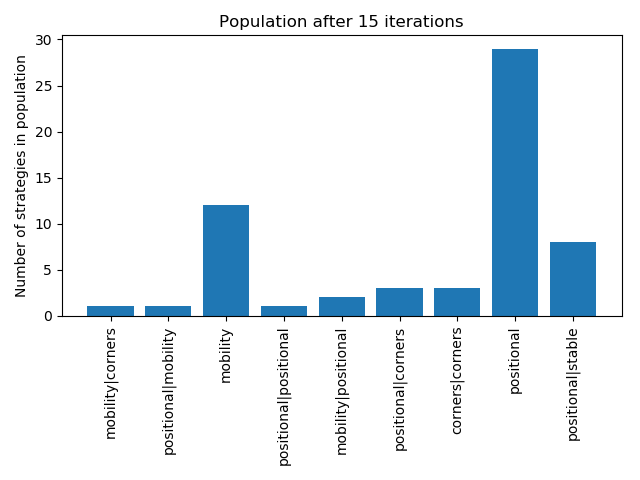 Population after 15 iterations
Number of strategies in population
30
25
20
15
10
5
0
mobility|corners
positional|mobility
mobility
positional|positional
mobility|positional
positional|corners
corners|corners
positional
positional|stable